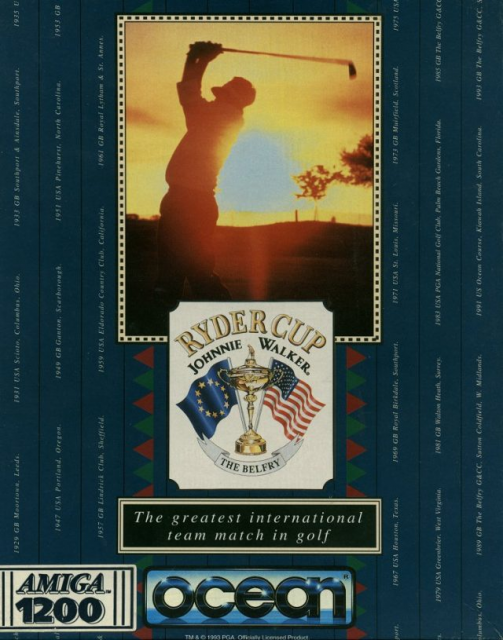 RYDER CUP
JOHNNIE WALKER
THE BELFRY
The greatest international
team match in golf
AMIGA
1200
ocean
TM & © 1993 PGA. Officially Licensed Product
1929 GB Moortown, Leeds.
1931 USA Scioto, Columbus, Ohio.
1933 GB Southport & Ainsdale, Southport.
1935 U
1947 USA Portland, Oregon.
1949 GB Ganton, Scarborough.
1951 USA Pinehurst, North Carolina.
1953 GB
1957 GB Lindrick Club, Sheffield.
1959 USA Eldorado Country Club, California.
1961 GB Royal Lytham & St. Annes.
1967 USA Houston, Texas.
1969 GB Royal Birkdale, Southport.
1971 USA St. Louis, Missouri.
1973 GB Muirfield, Scotland.
1975 US
1979 USA Greenbrier, West Virginia.
1981 GB Walton Heath, Surrey.
1983 USA PGA National Golf Club, Palm Beach Gardens, Florida.
1985 GB The Belfry G&CC
Columbus, Ohio.
1989 GB The Belfry G&CC, Sutton Coldfield, W. Midlands.
1991 US Ocean Course, Kiawah Island, South Carolina.
1993 GB The Belfry G&CC, S